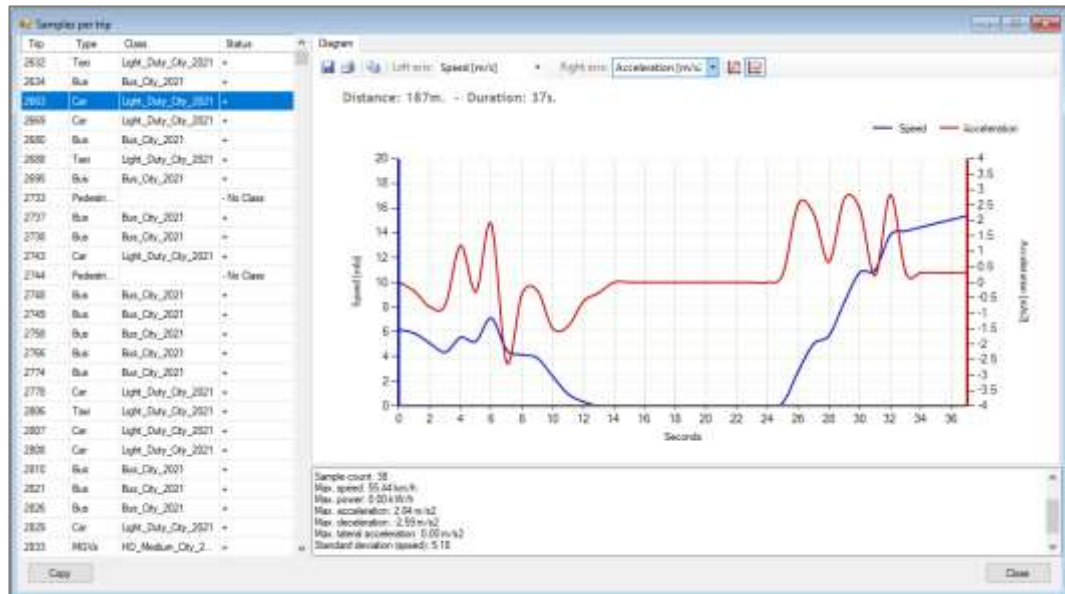 Samples per trip
Trip Type Class Status
2632 Taxi Light_Duty_City_2021 +
2634 Bus Bus_City_2021 +
Car Light_Duty_City_2021 +
2669 Car Light_Duty_City_2021 +
2680 Bus Bus_City_2021 +
2688 Taxi Light_Duty_City_2021 +
2695 Bus Bus_City_2021 +
2733 Pedestri... - No Class
2737 Bus Bus_City_2021 +
2738 Bus Bus_City_2021 +
2743 Car Light_Duty_City_2021 +
2744 Pedestri... - No Class
2748 Bus Bus_City_2021 +
2749 Bus Bus_City_2021 +
2758 Bus Bus_City_2021 +
2766 Bus Bus_City_2021 +
2774 Bus Bus_City_2021 +
2778 Car Light_Duty_City_2021 +
2806 Taxi Light_Duty_City_2021 +
2807 Car Light_Duty_City_2021 +
2808 Car Light_Duty_City_2021 +
2810 Bus Bus_City_2021 +
2821 Bus Bus_City_2021 +
2826 Bus Bus_City_2021 +
2829 Car Light_Duty_City_2021 +
2833 MGVs HD_Medium_City_2... +
Copy
Diagram
Left axis: Speed [m/s] Right axis: Acceleration [m/s2
Distance: 187m. - Duration: 37s.
Speed Acceleration
20
18
16
14
12
10
8
6
4
2
0
Speed [m/s]
4
3.5
3
2.5
2
1.5
1
0.5
0
-0.5
-1
-1.5
-2
-2.5
-3
-3.5
-4
Acceleration [m/s2]
0 2 4 6 8 10 12 14 16 18 20 22 24 26 28 30 32 34 36
Seconds
Sample count: 38
Max. speed: 55.44 km/h
Max. power: 0.00 kW/h
Max. acceleration: 2.84 m/s2
Max. deceleration: -2.59 m/s2
Max. lateral acceleration: 0.00 m/s2
Standard deviation (speed): 5.18
Close